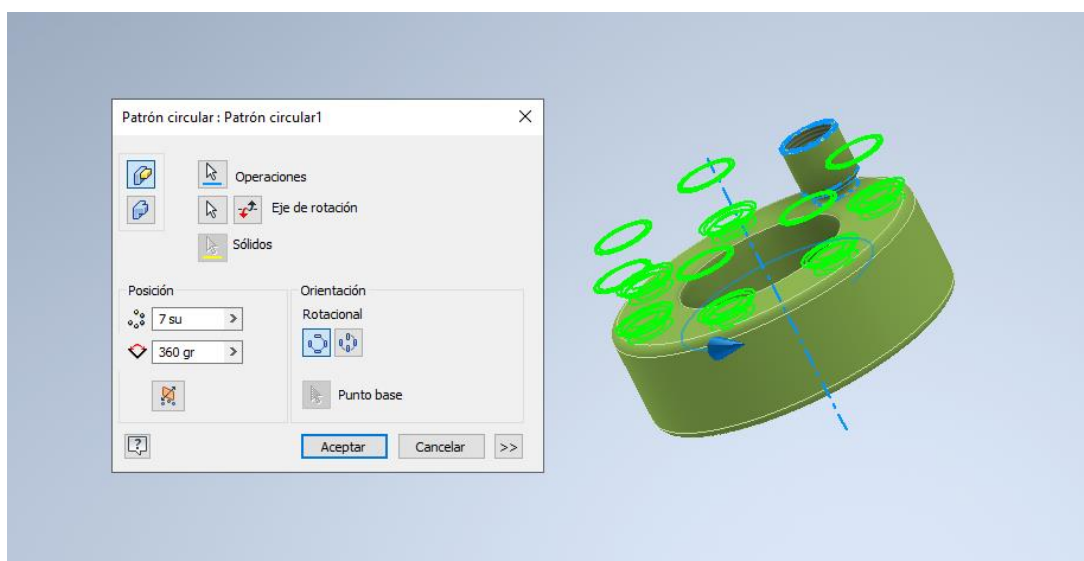 Patrón circular : Patrón circular1
Operaciones
Eje de rotación
Sólidos
Posición
7 su >
360 gr >
Orientación
Rotacional
Punto base
? Aceptar Cancelar >>